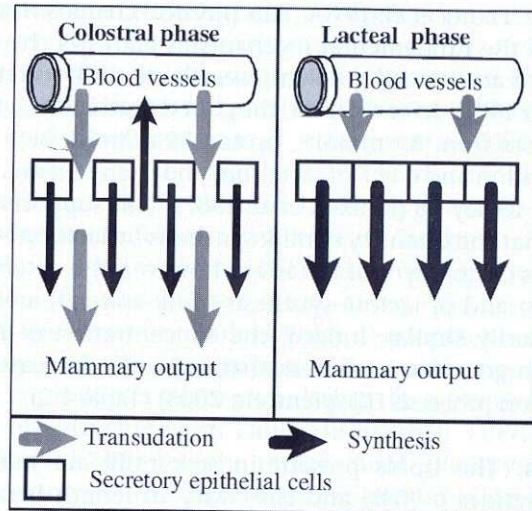 Colostral phase
Blood vessels
Mammary output
Lacteal phase
Blood vessels
Mammary output
Transudation
Synthesis
Secretory epithelial cells